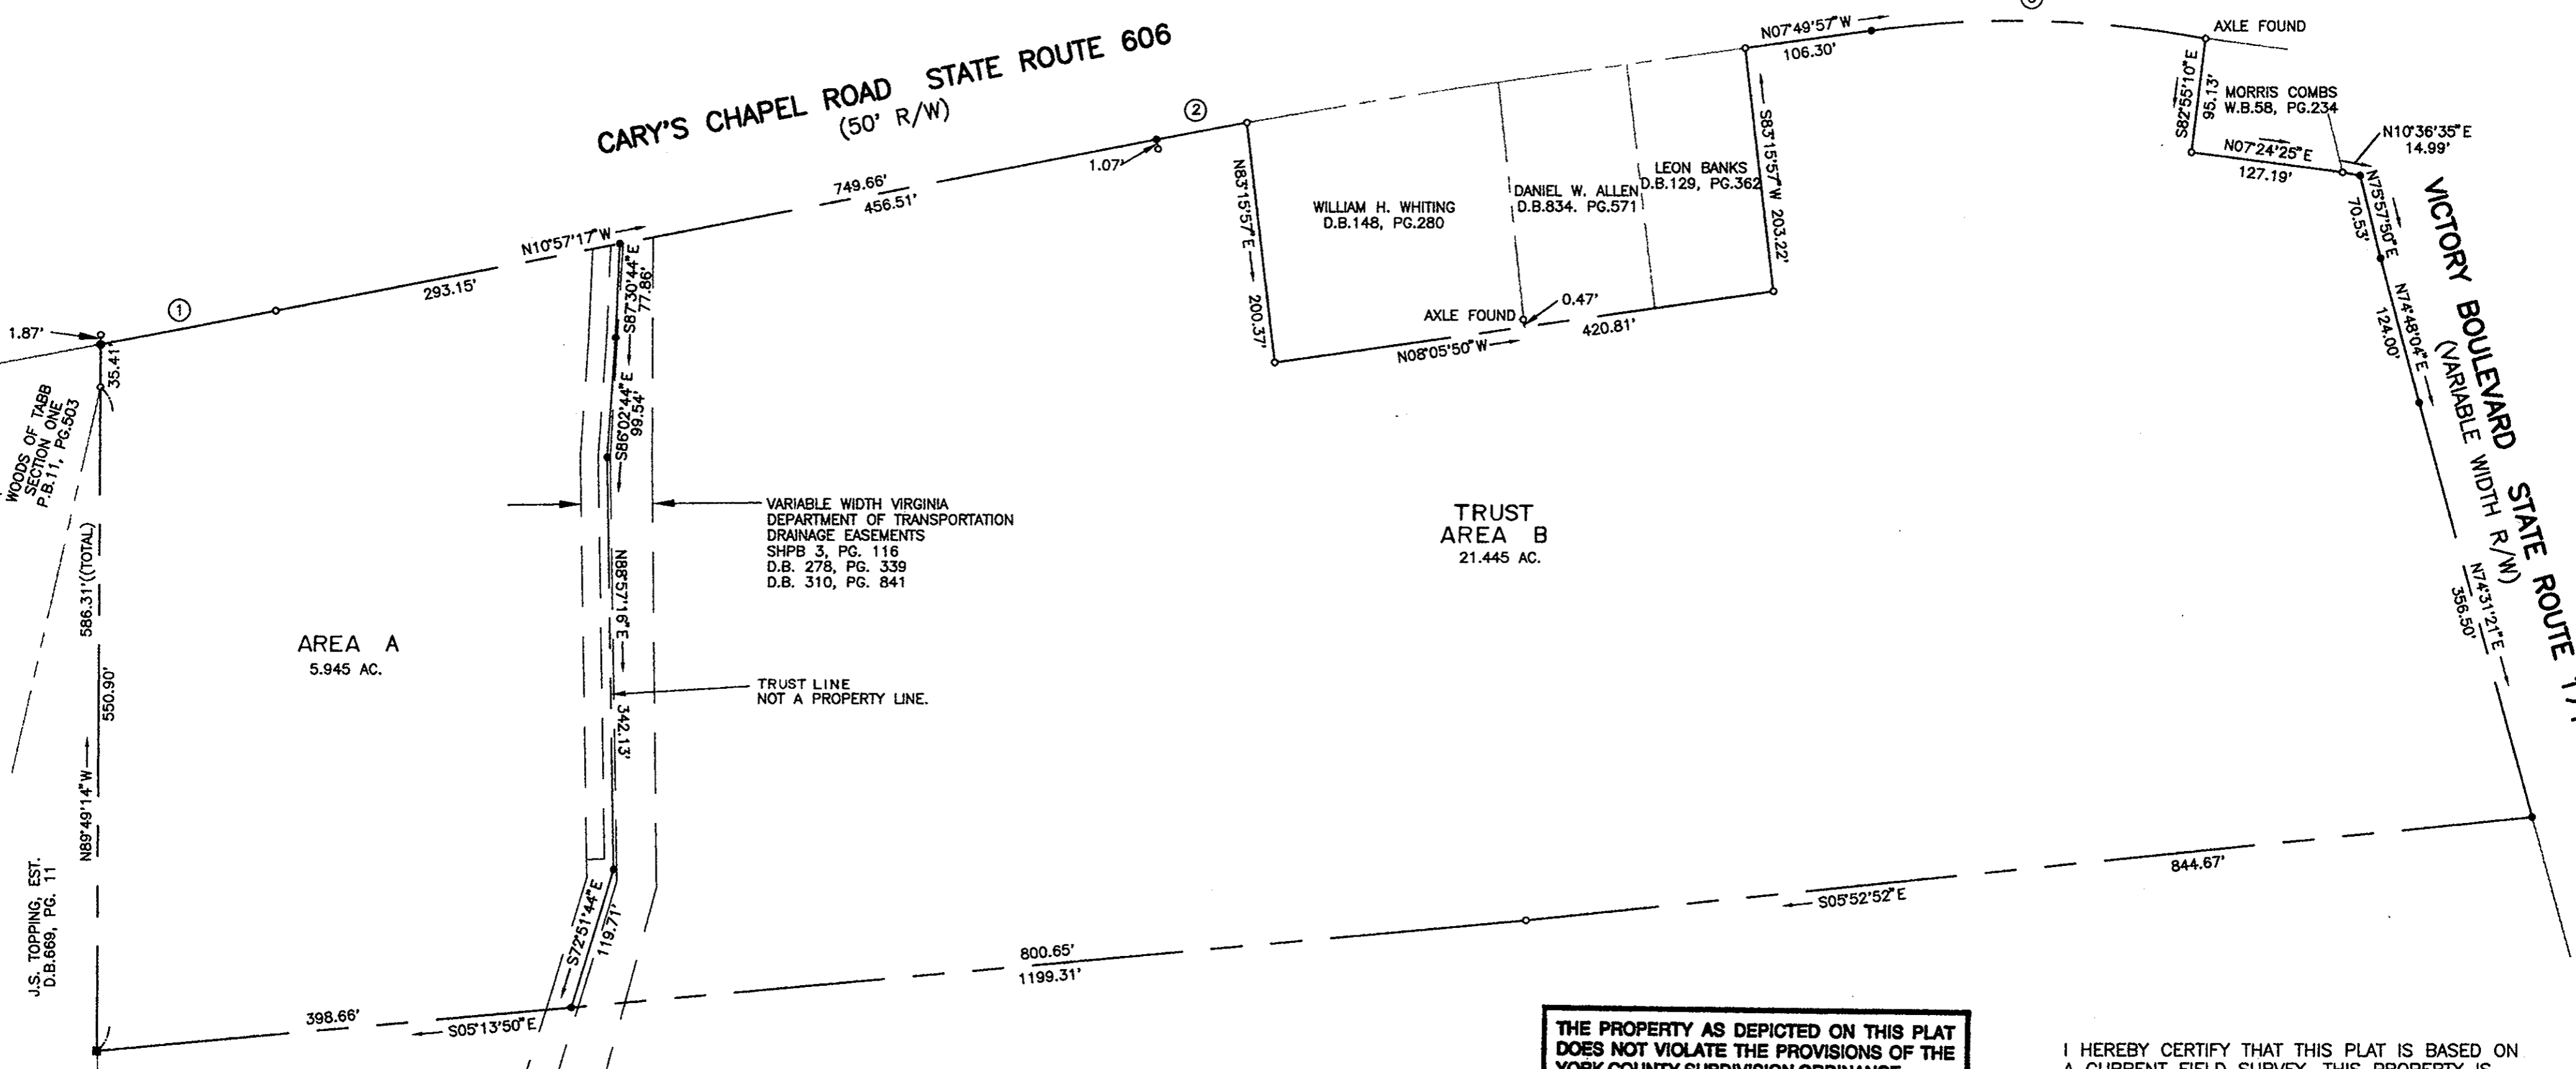 CARY'S CHAPEL ROAD STATE ROUTE 606
(50' R/W)
①
②
1.87'
35.41'
293.15'
N10°57'17"W
749.66'
456.51'
1.07'
N07°49'57"W
106.30'
AXLE FOUND
S82°55'10"E
95.13'
MORRIS COMBS
W.B.58, PG.234
N07°24'25"E
127.19'
N10°36'35"E
14.99'
N75°57'50"E
70.53'
N74°48'04"E
124.00'
N74°31'21"E
356.50'
VICTORY BOULEVARD STATE ROUTE
(VARIABLE WIDTH R/W)
N83°15'57"E
200.37'
WILLIAM H. WHITING
D.B.148, PG.280
DANIEL W. ALLEN
D.B.834. PG.571
LEON BANKS
D.B.129, PG.362
S83°15'57"W 203.22'
AXLE FOUND
0.47'
N08°05'50"W
420.81'
S87°30'44"E
77.86'
S86°02'44"E
99.54'
N88°57'16"E
342.13'
S72°51'44"E
119.71'
WOODS OF TABB
SECTION ONE
P.B.11, PG.503
586.31'((TOTAL)
550.90'
N89°49'14"W
J.S. TOPPING, EST.
D.B.669, PG. 11
AREA A
5.945 AC.
VARIABLE WIDTH VIRGINIA
DEPARTMENT OF TRANSPORTATION
DRAINAGE EASEMENTS
SHPB 3, PG. 116
D.B. 278, PG. 339
D.B. 310, PG. 841
TRUST LINE
NOT A PROPERTY LINE.
TRUST
AREA B
21.445 AC.
844.67'
S05°52'52"E
800.65'
1199.31'
398.66'
S05°13'50"E
THE PROPERTY AS DEPICTED ON THIS PLAT
DOES NOT VIOLATE THE PROVISIONS OF THE
YORK COUNTY SUBDIVISION ORDINANCE
I HEREBY CERTIFY THAT THIS PLAT IS BASED ON
A CURRENT FIELD SURVEY. THIS PROPERTY IS